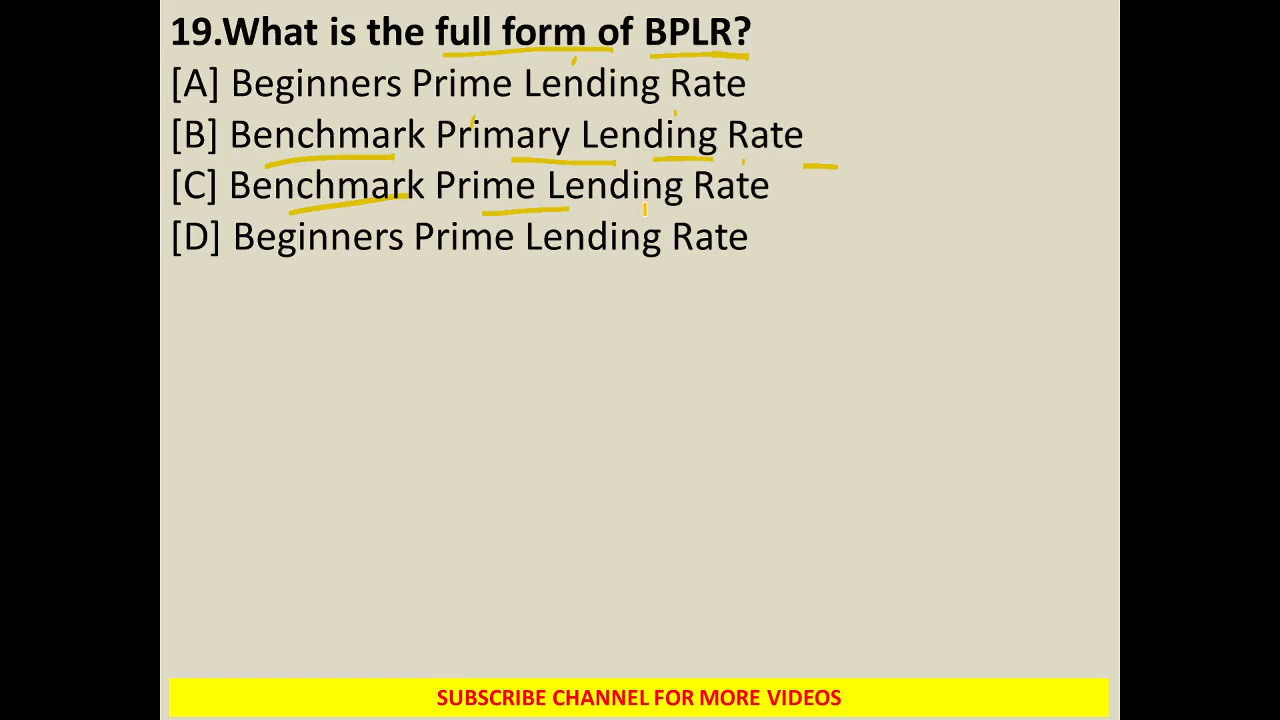 19.What is the full form of BPLR?
[A] Beginners Prime Lending Rate
[B] Benchmark Primary Lending Rate
[C] Benchmark Prime Lending Rate
[D] Beginners Prime Lending Rate
SUBSCRIBE CHANNEL FOR MORE VIDEOS